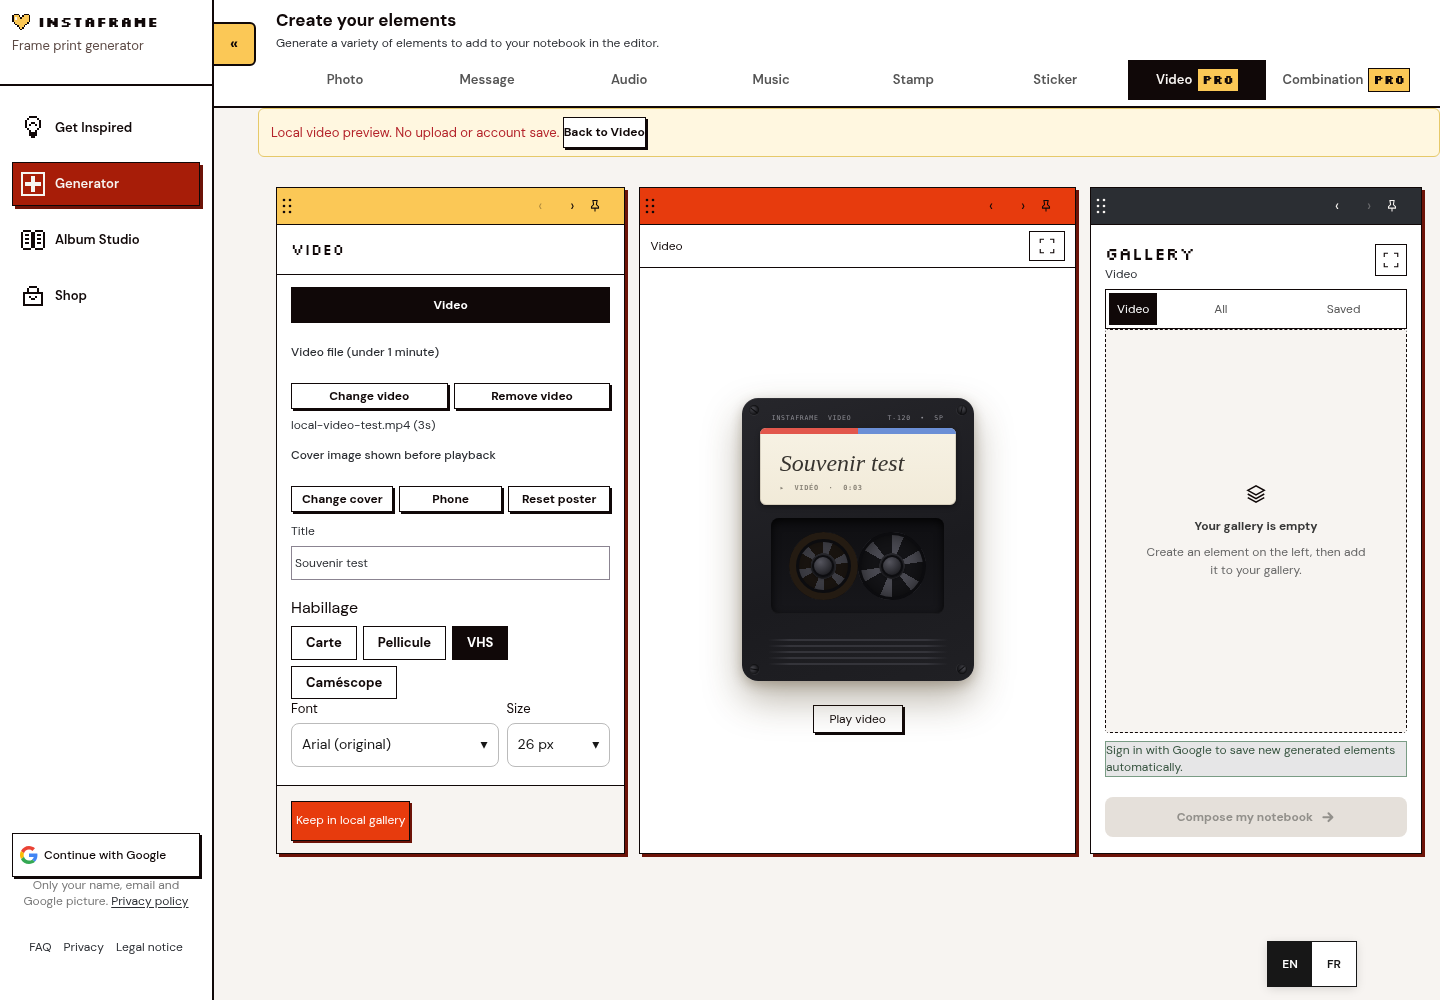 INSTAFRAME
Frame print generator
Get Inspired
Generator
Album Studio
Shop
Continue with Google
Only your name, email and
Google picture. Privacy policy
FAQ Privacy Legal notice
«
Create your elements
Generate a variety of elements to add to your notebook in the editor.
Photo Message Audio Music Stamp Sticker Video PRO Combination PRO
Local video preview. No upload or account save. Back to Video
VIDEO
Video
Video file (under 1 minute)
Change video Remove video
local-video-test.mp4 (3s)
Cover image shown before playback
Change cover Phone Reset poster
Title
Souvenir test
Habillage
Carte Pellicule VHS
Caméscope
Font Size
Arial (original) 26 px
Keep in local gallery
Video
INSTAFRAME VIDEO T-120 • SP
Souvenir test
▸ VIDÉO · 0:03
Play video
GALLERY
Video
Video All Saved
Your gallery is empty
Create an element on the left, then add
it to your gallery.
Sign in with Google to save new generated elements
automatically.
Compose my notebook →
EN FR